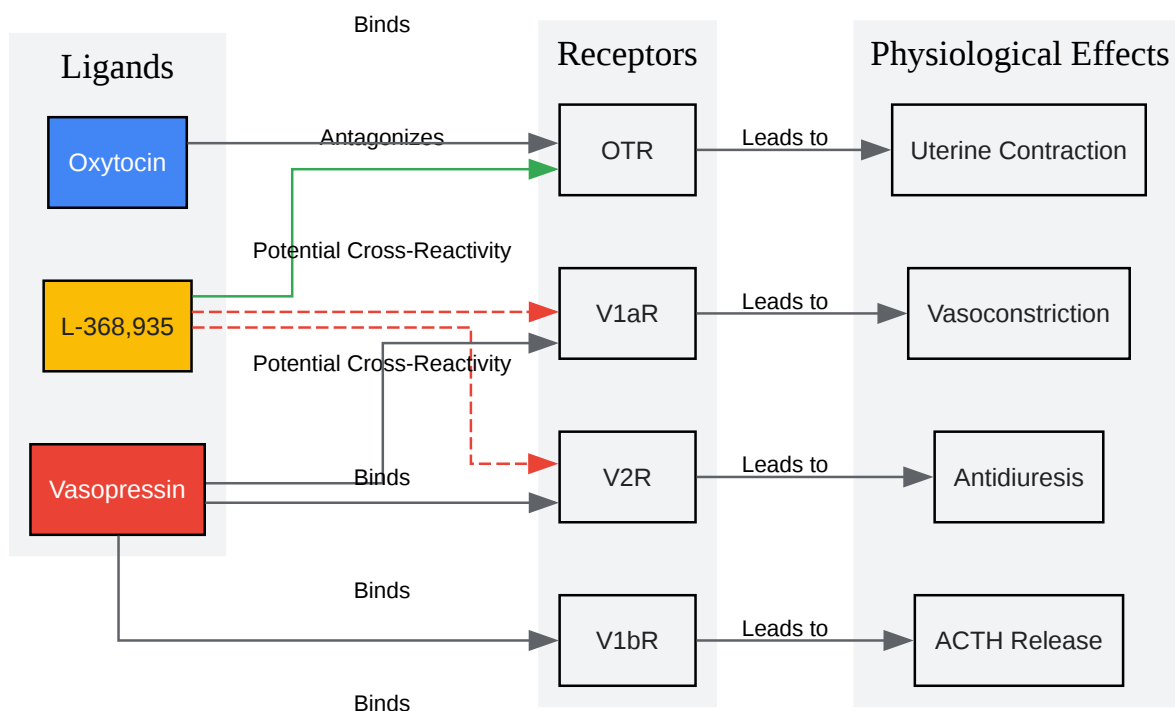 Binds
Ligands
Receptors
Physiological Effects
Oxytocin
Antagonizes
OTR
Leads to
Uterine Contraction
Potential Cross-Reactivity
L-368,935
V1aR
Leads to
Vasoconstriction
Potential Cross-Reactivity
Vasopressin
Binds
V2R
Leads to
Antidiuresis
Binds
V1bR
Leads to
ACTH Release
Binds